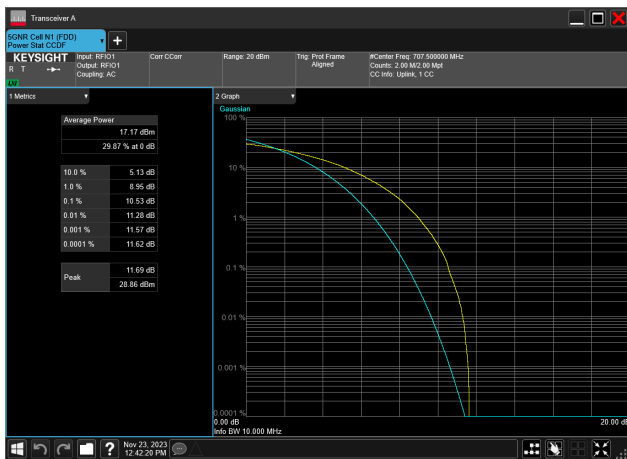 Transceiver A
5GNR Cell N1 (FDD)
Power Stat CCDF
KEYSIGHT
R T
LV
Input: RFIO1
Output: RFIO1
Coupling: AC
Corr CCorr
Range: 20 dBm
Trig: Prot Frame
Aligned
#Center Freq: 707.500000 MHz
Counts: 2.00 M/2.00 Mpt
CC Info: Uplink, 1 CC
1 Metrics
Average Power
17.17 dBm
29.87 % at 0 dB
10.0 % 5.13 dB
1.0 % 8.95 dB
0.1 % 10.53 dB
0.01 % 11.28 dB
0.001 % 11.57 dB
0.0001 % 11.62 dB
Peak 11.69 dB
28.86 dBm
2 Graph
Gaussian
100 %
10 %
1 %
0.1 %
0.01 %
0.001 %
0.0001 %
0.00 dB 20.00 dB
Info BW 10.000 MHz
Nov 23, 2023
12:42:20 PM